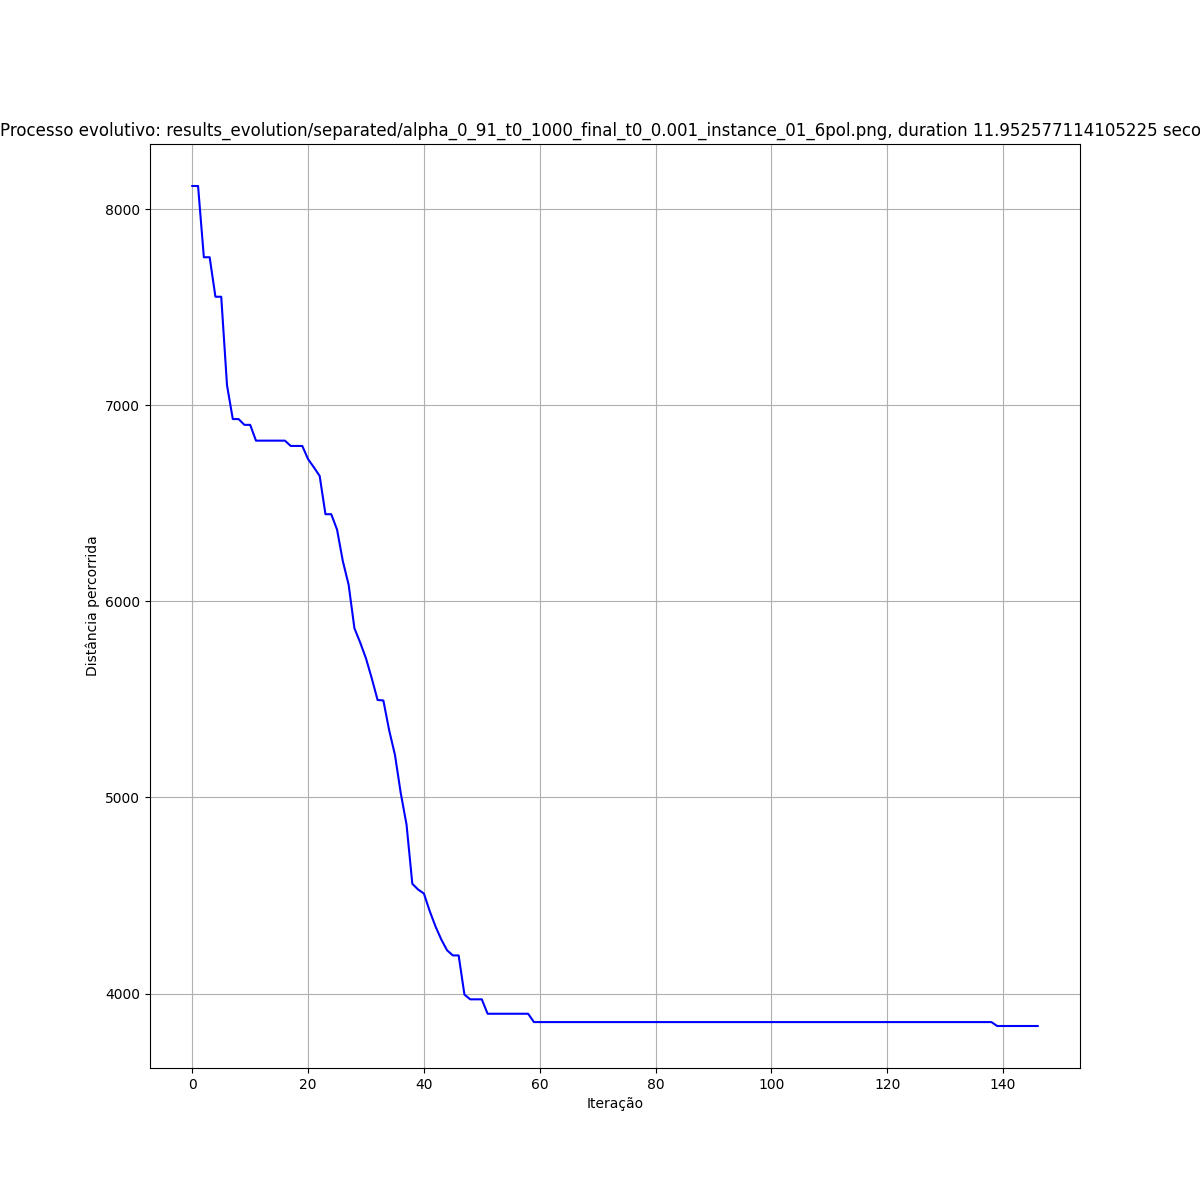 Processo evolutivo: results_evolution/separated/alpha_0_91_t0_1000_final_t0_0.001_instance_01_6pol.png, duration 11.952577114105225 seco
8000
7000
6000
5000
4000
Distância percorrida
0 20 40 60 80 100 120 140
Iteração